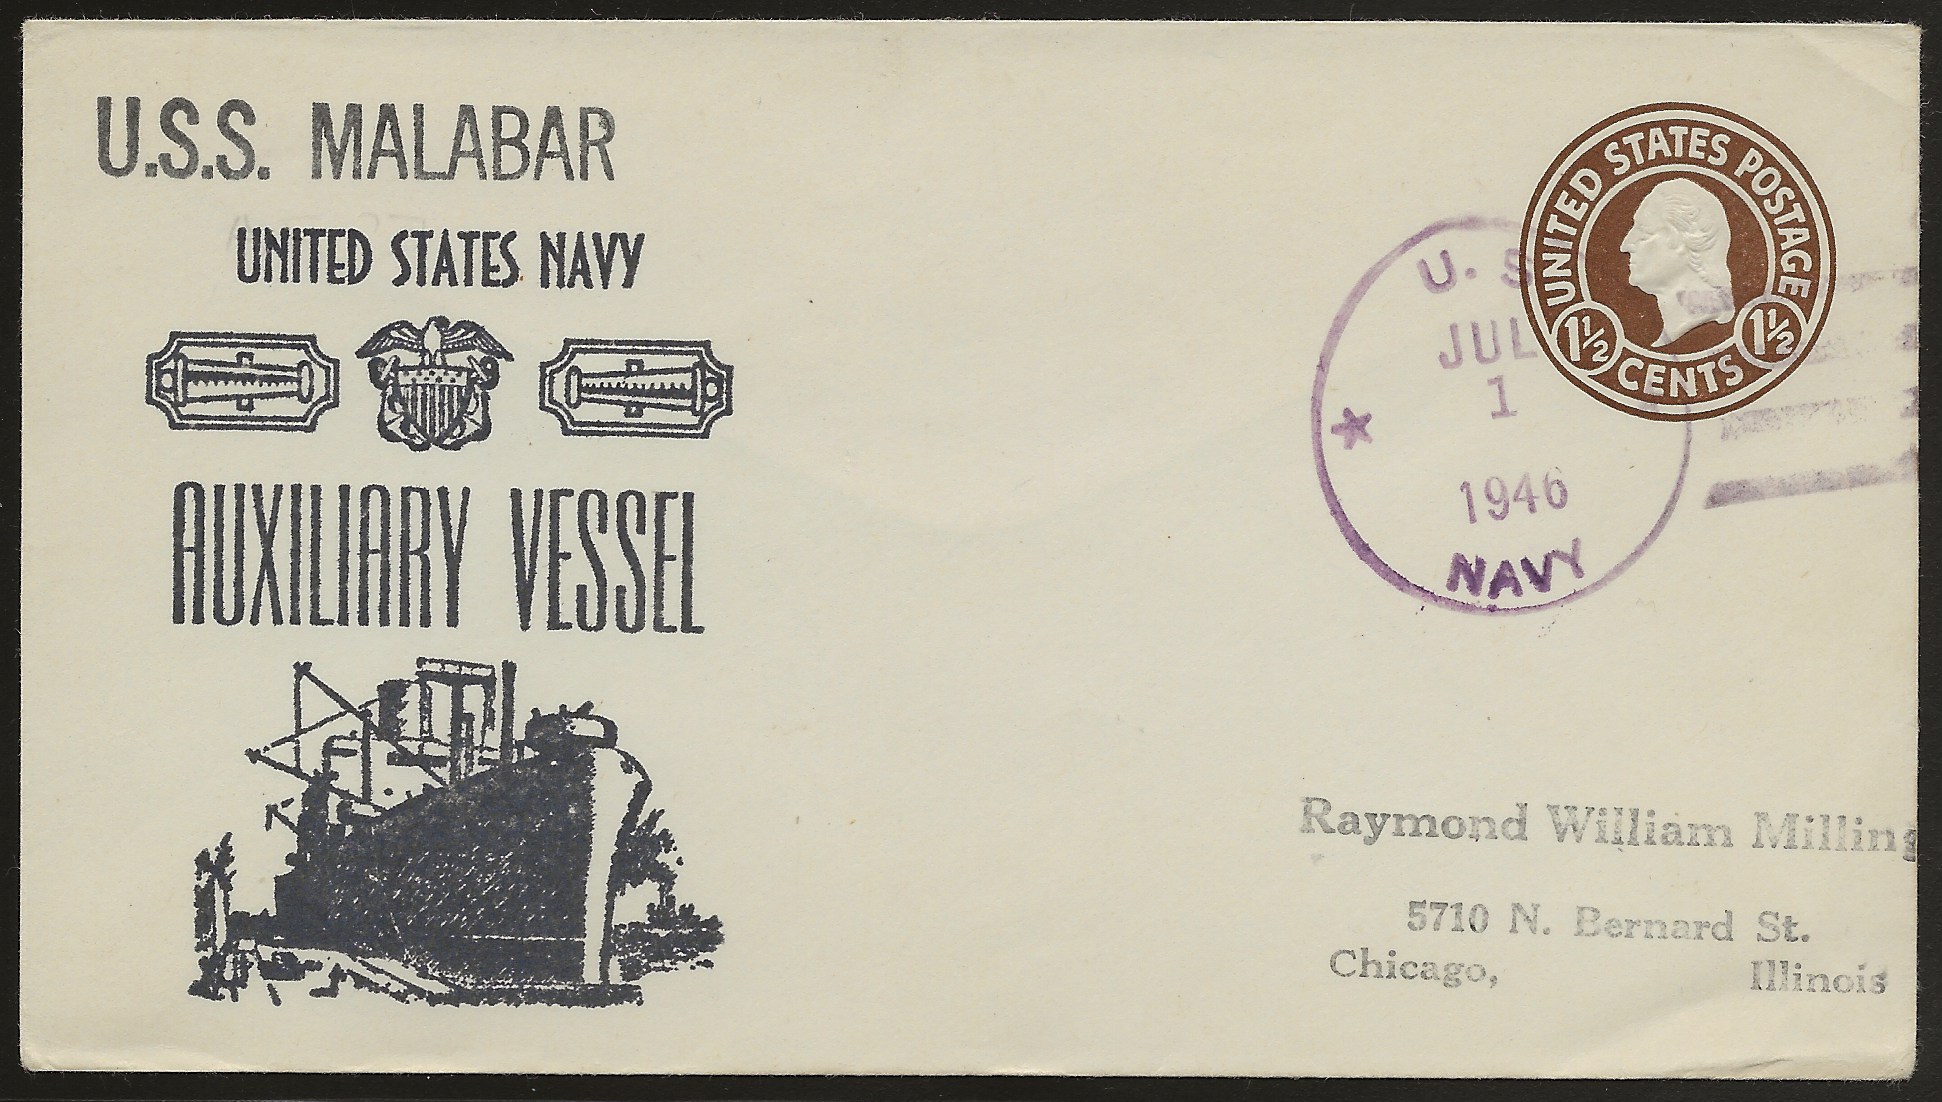 U.S.S. MALABAR
UNITED STATES NAVY
AUXILIARY VESSEL
UNITED STATES POSTAGE
1½ 1½
CENTS
U. S.
JUL
1
1946
NAVY
Raymond William Milling
5710 N. Bernard St.
Chicago, Illinois